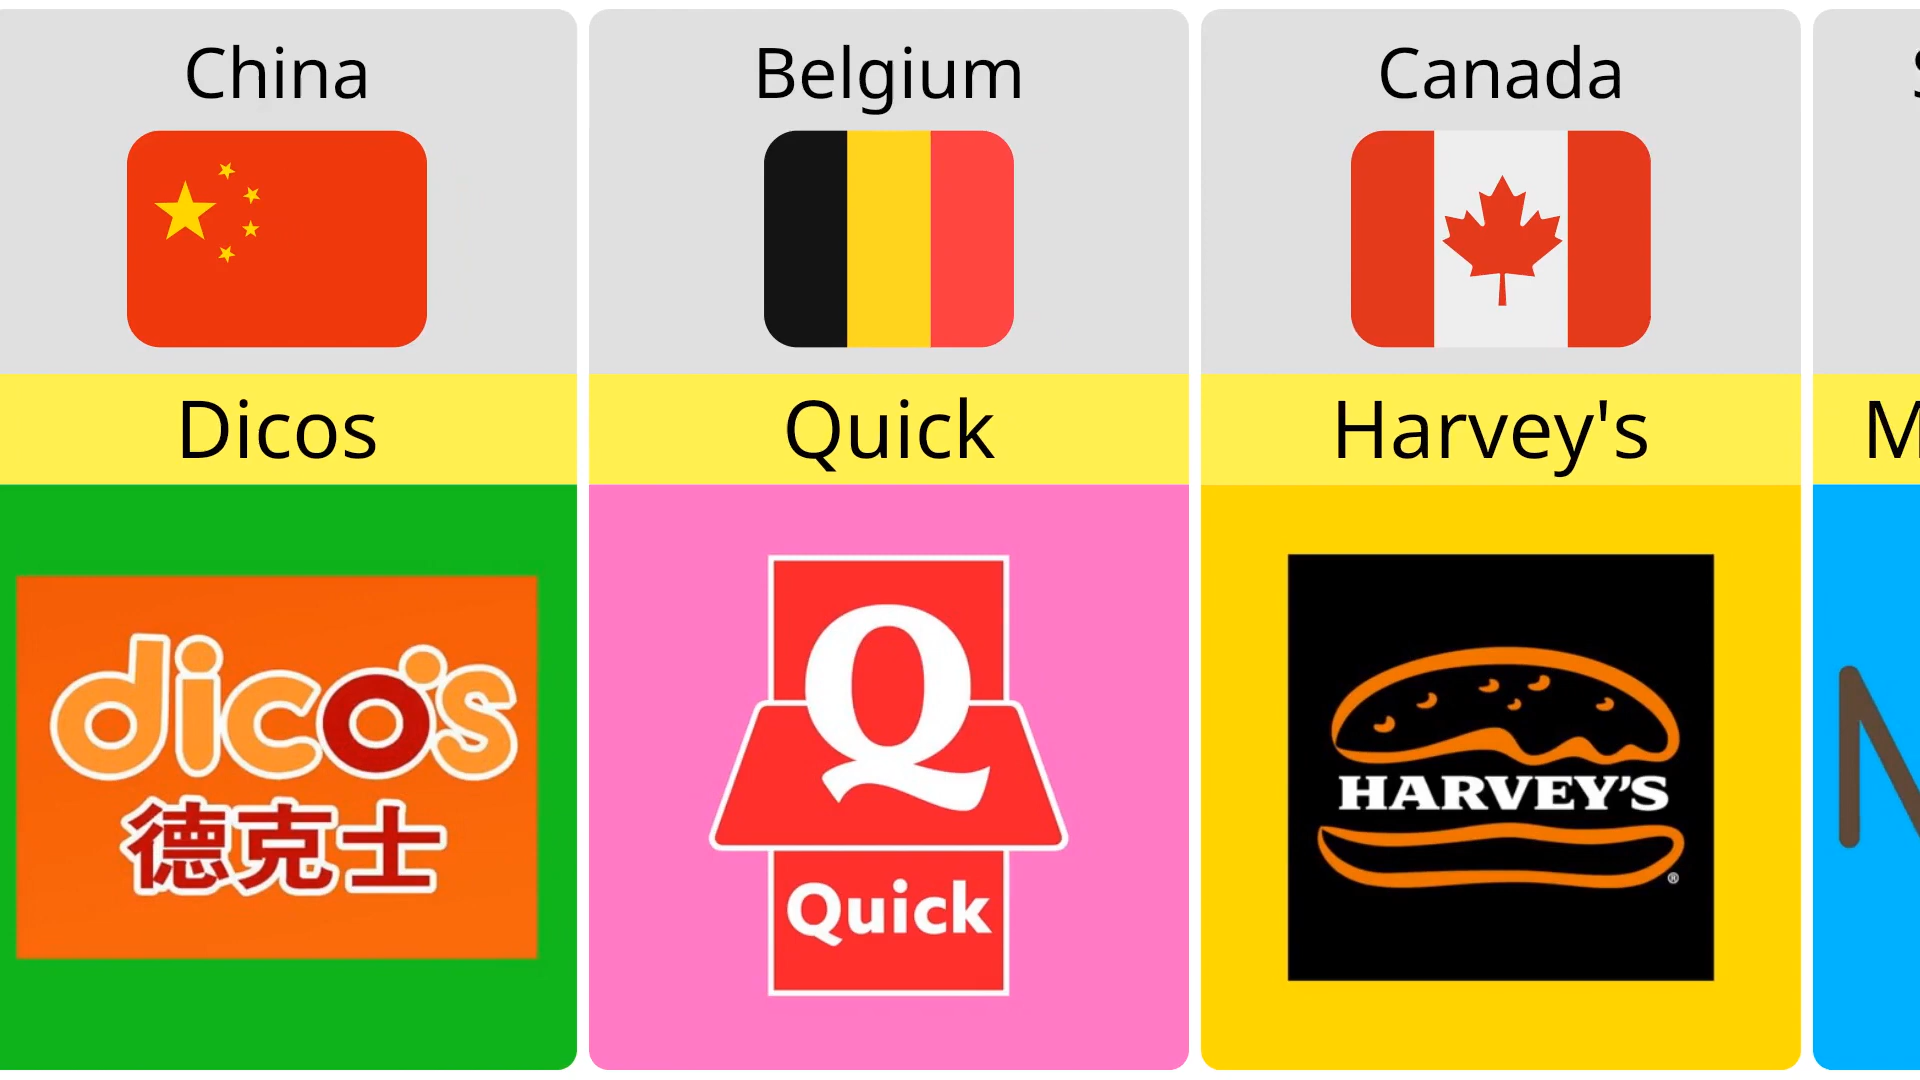 China
Dicos
dico's
德克士
Belgium
Quick
Q
Quick
Canada
Harvey's
HARVEY'S
®
M